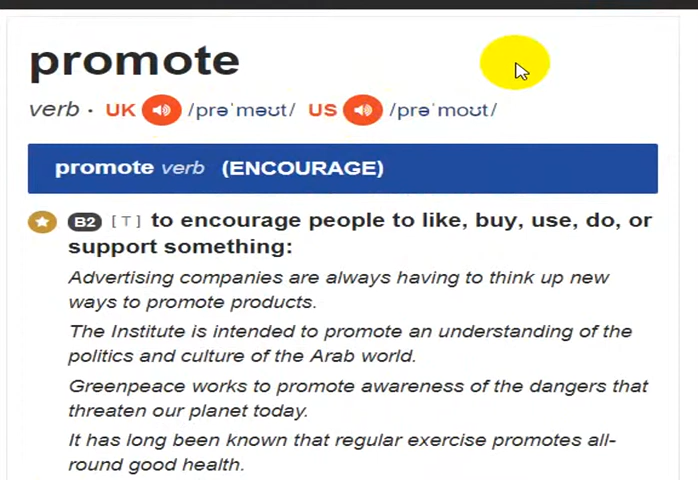 promote
verb · UK /prəˈməʊt/ US /prəˈmoʊt/
promote verb (ENCOURAGE)
B2 [T] to encourage people to like, buy, use, do, or
support something:
Advertising companies are always having to think up new
ways to promote products.
The Institute is intended to promote an understanding of the
politics and culture of the Arab world.
Greenpeace works to promote awareness of the dangers that
threaten our planet today.
It has long been known that regular exercise promotes all-
round good health.